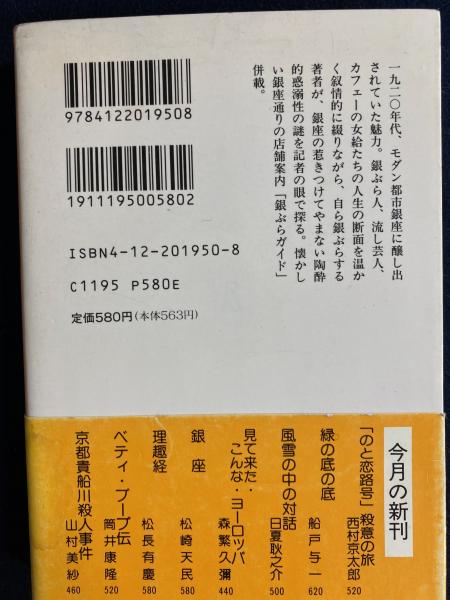 9784122019508
1911195005802
ISBN4-12-201950-8
C1195 P580E
定価580円(本体563円)
一九二〇年代、モダン都市銀座に醸し出
されていた魅力。銀ぶら人、流し芸人、
カフェーの女給たちの人生の断面を温か
く叙情的に綴りながら、自ら銀ぶらする
著者が、銀座の惹きつけてやまない陶酔
的惑溺性の謎を記者の眼で探る。懐かし
い銀座通りの店舗案内「銀ぶらガイド」
併載。
今月の新刊
「のと恋路号」殺意の旅 西村京太郎 520
緑の底の底 船戸与一 620
風雪の中の対話 日夏耿之介 500
見て来た・こんな・ヨーロッパ 森繁久彌 440
銀座 松崎天民 580
理趣経 松長有慶 580
ベティ・ブープ伝 筒井康隆 520
京都貴船川殺人事件 山村美紗 460